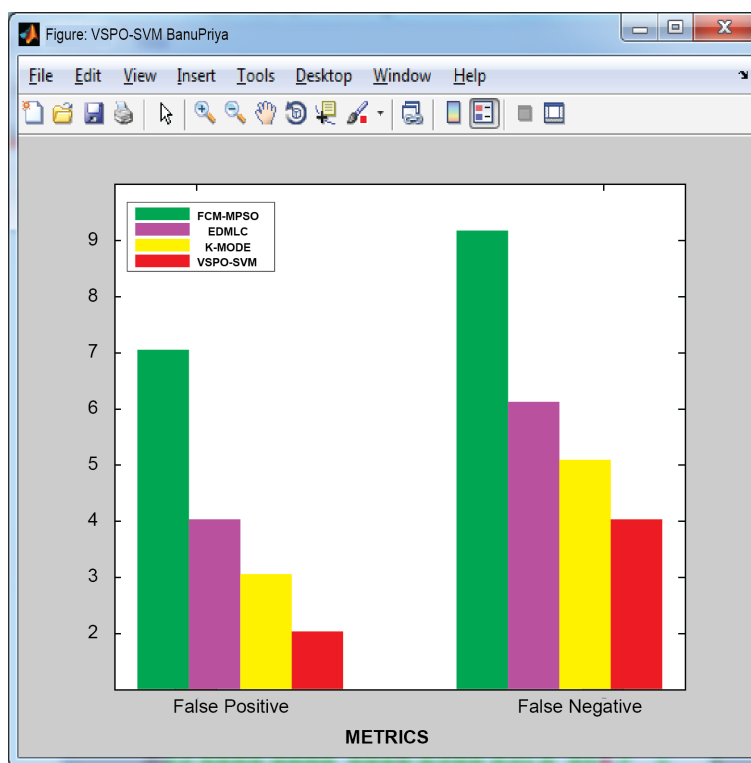 Figure: VSPO-SVM BanuPriya
File Edit View Insert Tools Desktop Window Help
FCM-MPSO
EDMLC
K-MODE
VSPO-SVM
9
8
7
6
5
4
3
2
False Positive False Negative
METRICS